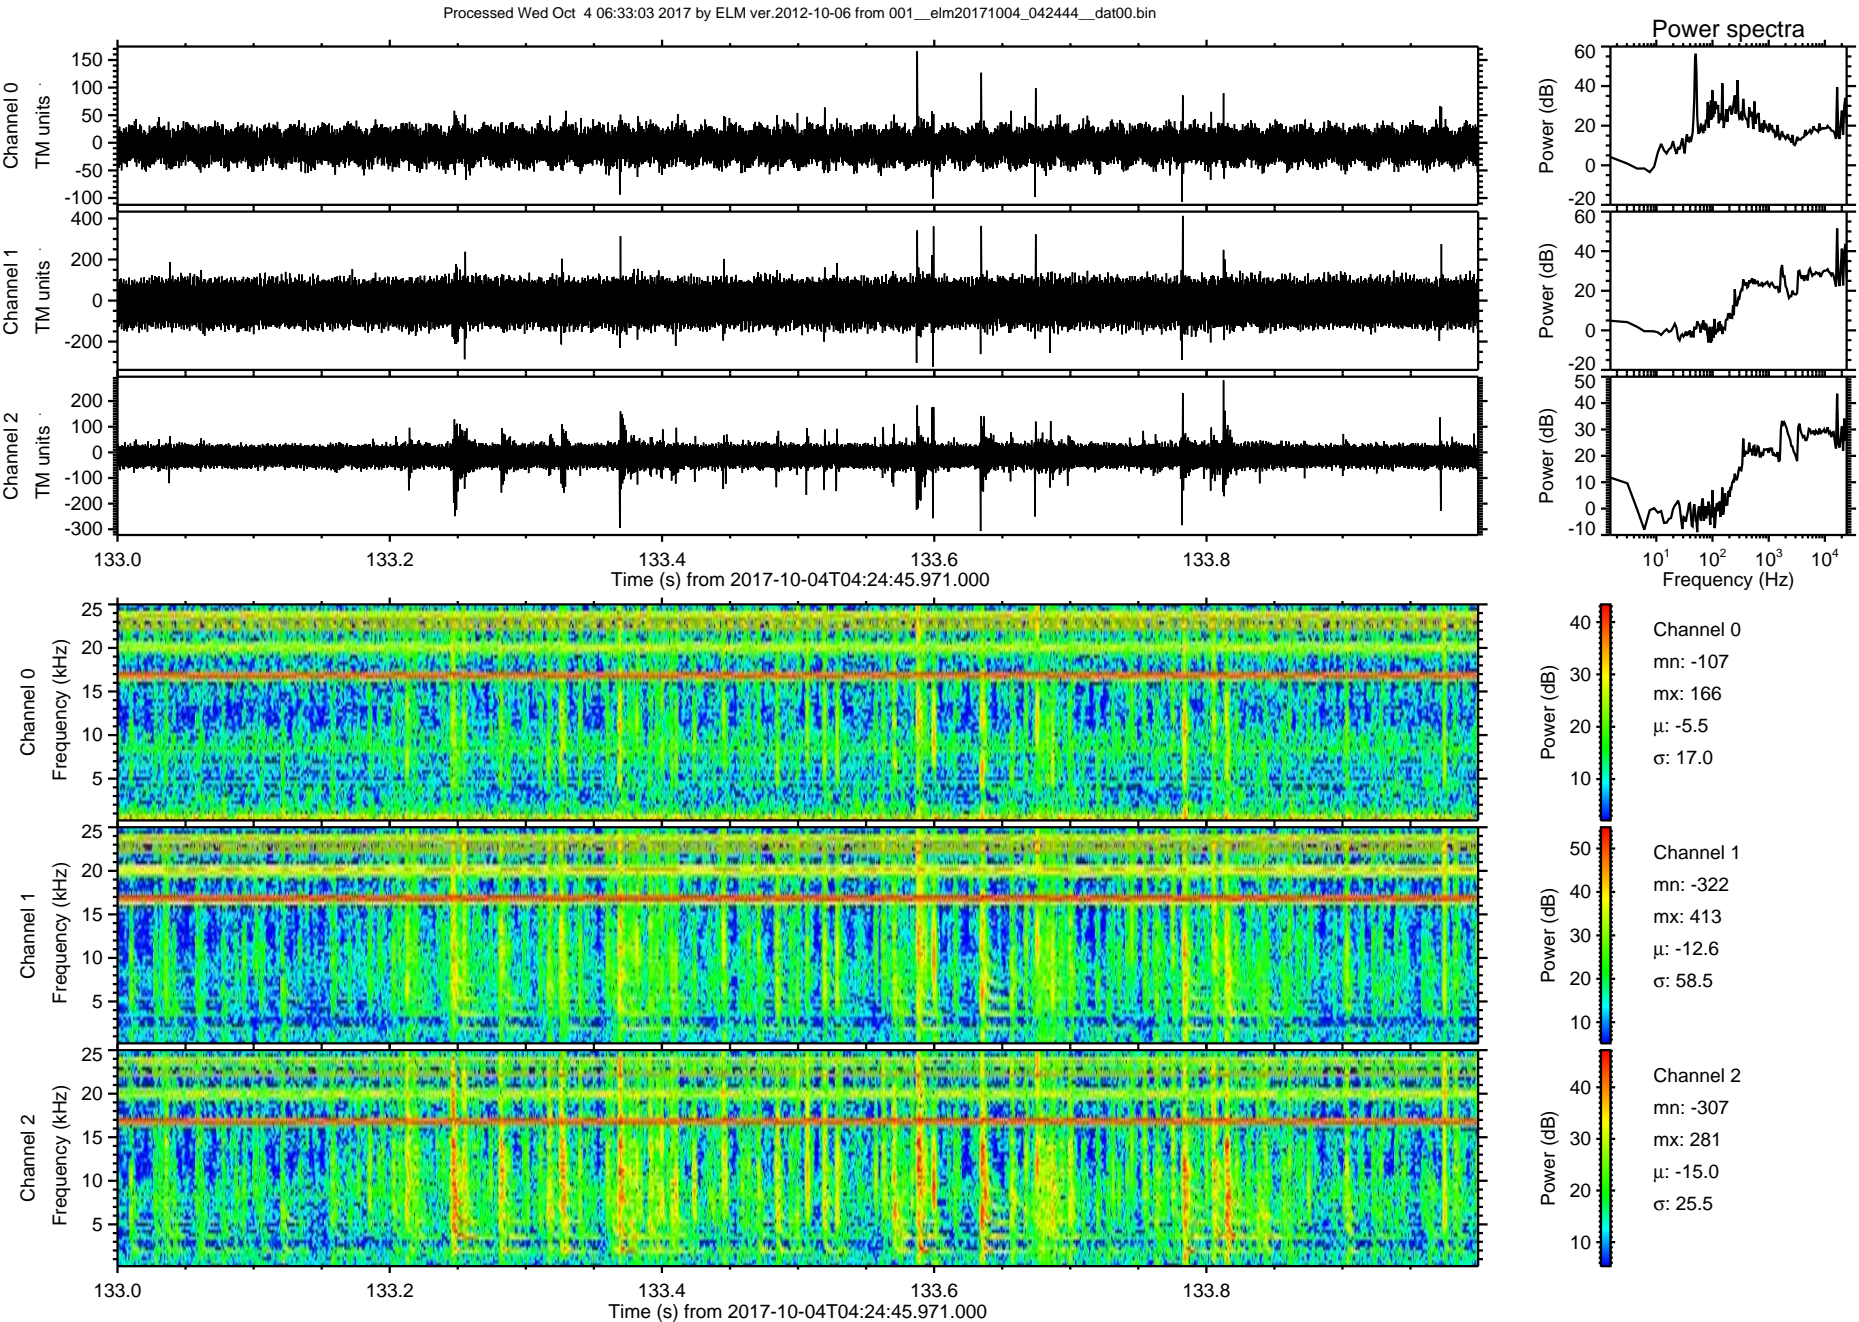 Processed Wed Oct  4 06:33:03 2017 by ELM ver.2012-10-06 from 001__elm20171004_042444__dat00.bin
Power spectra
Channel 0
TM units
150
100
50
0
-50
-100
Power (dB)
60
40
20
0
-20
Channel 1
TM units
400
200
0
-200
Power (dB)
60
40
20
0
-20
Channel 2
TM units
200
100
0
-100
-200
-300
Power (dB)
50
40
30
20
10
0
-10
133.0 133.2 133.4 133.6 133.8
Time (s) from 2017-10-04T04:24:45.971.000
10¹ 10² 10³ 10⁴
Frequency (Hz)
Channel 0
Frequency (kHz)
25
20
15
10
5
Power (dB)
40
30
20
10
Channel 0
mn: -107
mx: 166
μ: -5.5
σ: 17.0
Channel 1
Frequency (kHz)
25
20
15
10
5
Power (dB)
50
40
30
20
10
Channel 1
mn: -322
mx: 413
μ: -12.6
σ: 58.5
Channel 2
Frequency (kHz)
25
20
15
10
5
Power (dB)
40
30
20
10
Channel 2
mn: -307
mx: 281
μ: -15.0
σ: 25.5
133.0 133.2 133.4 133.6 133.8
Time (s) from 2017-10-04T04:24:45.971.000